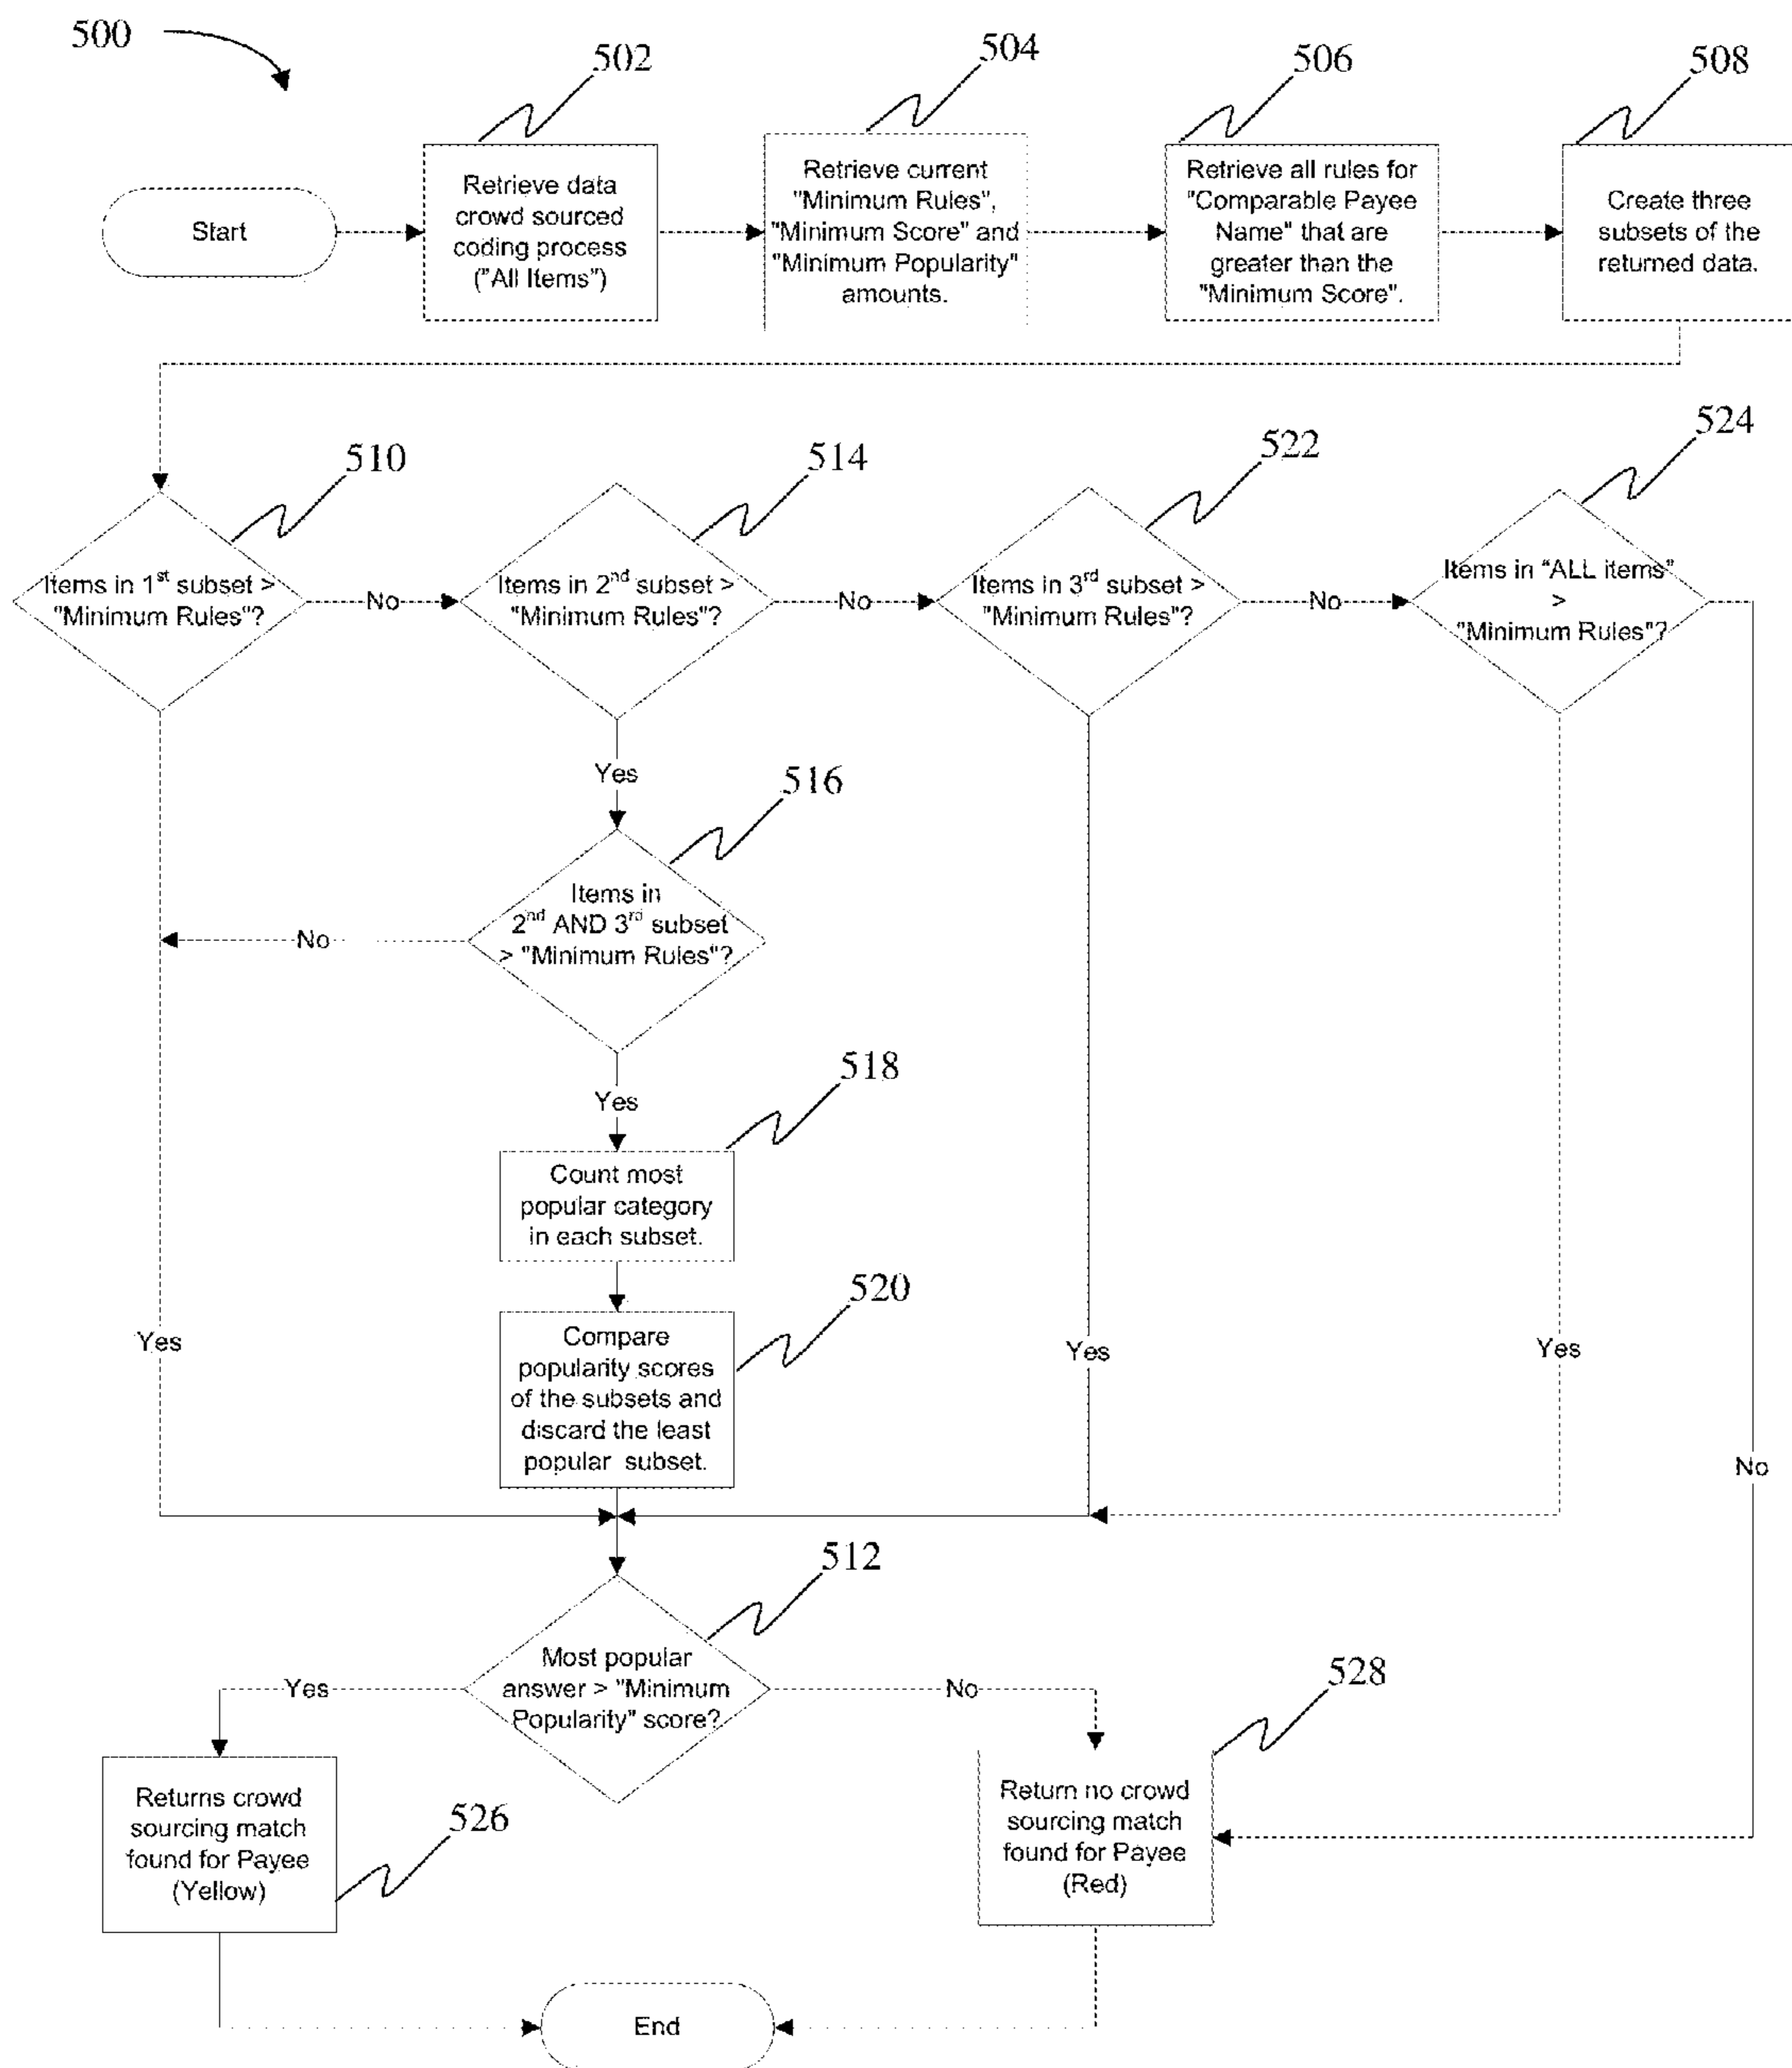 500
502
504
506
508
Start
Retrieve data
crowd sourced
coding process
("All Items")
Retrieve current
"Minimum Rules",
"Minimum Score" and
"Minimum Popularity"
amounts.
Retrieve all rules for
"Comparable Payee
Name" that are
greater than the
"Minimum Score".
Create three
subsets of the
returned data.
510
514
522
524
Items in 1st subset >
"Minimum Rules"?
No
Items in 2nd subset >
"Minimum Rules"?
No
Items in 3rd subset >
"Minimum Rules"?
No
Items in “ALL items”
>
"Minimum Rules"?
Yes
516
Items in
2nd AND 3rd subset
> "Minimum Rules"?
No
Yes
518
Count most
popular category
in each subset.
520
Compare
popularity scores
of the subsets and
discard the least
popular subset.
Yes
Yes
Yes
No
512
Most popular
answer > "Minimum
Popularity" score?
Yes
No
528
Returns crowd
sourcing match
found for Payee
(Yellow)
526
Return no crowd
sourcing match
found for Payee
(Red)
End